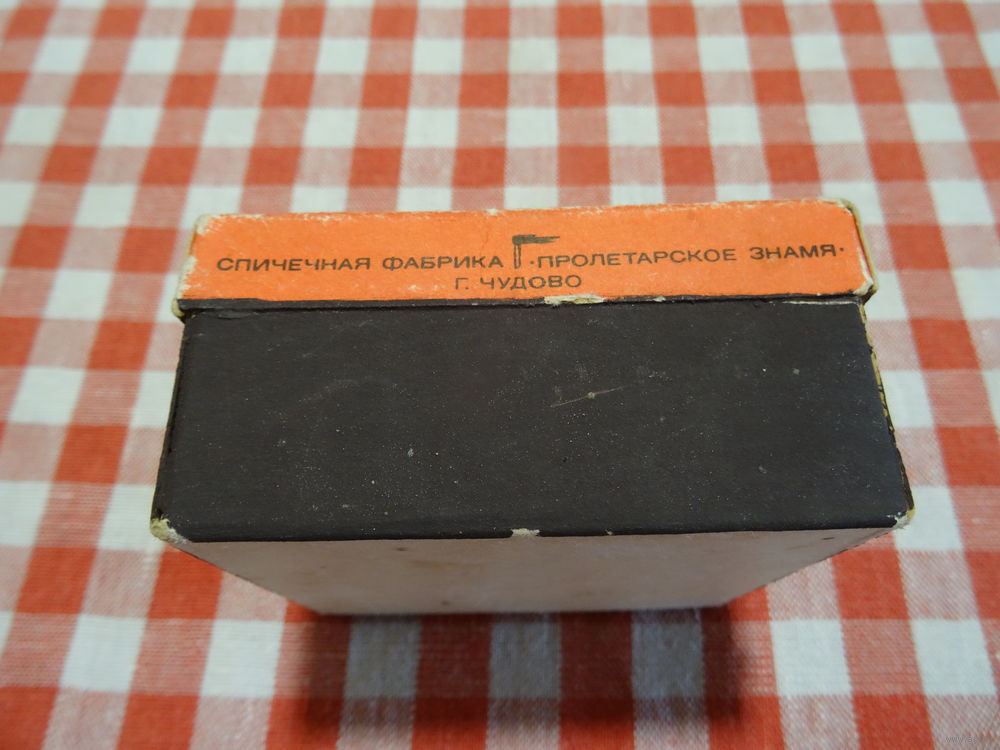 СПИЧЕЧНАЯ ФАБРИКА ·ПРОЛЕТАРСКОЕ ЗНАМЯ·
Г. ЧУДОВО